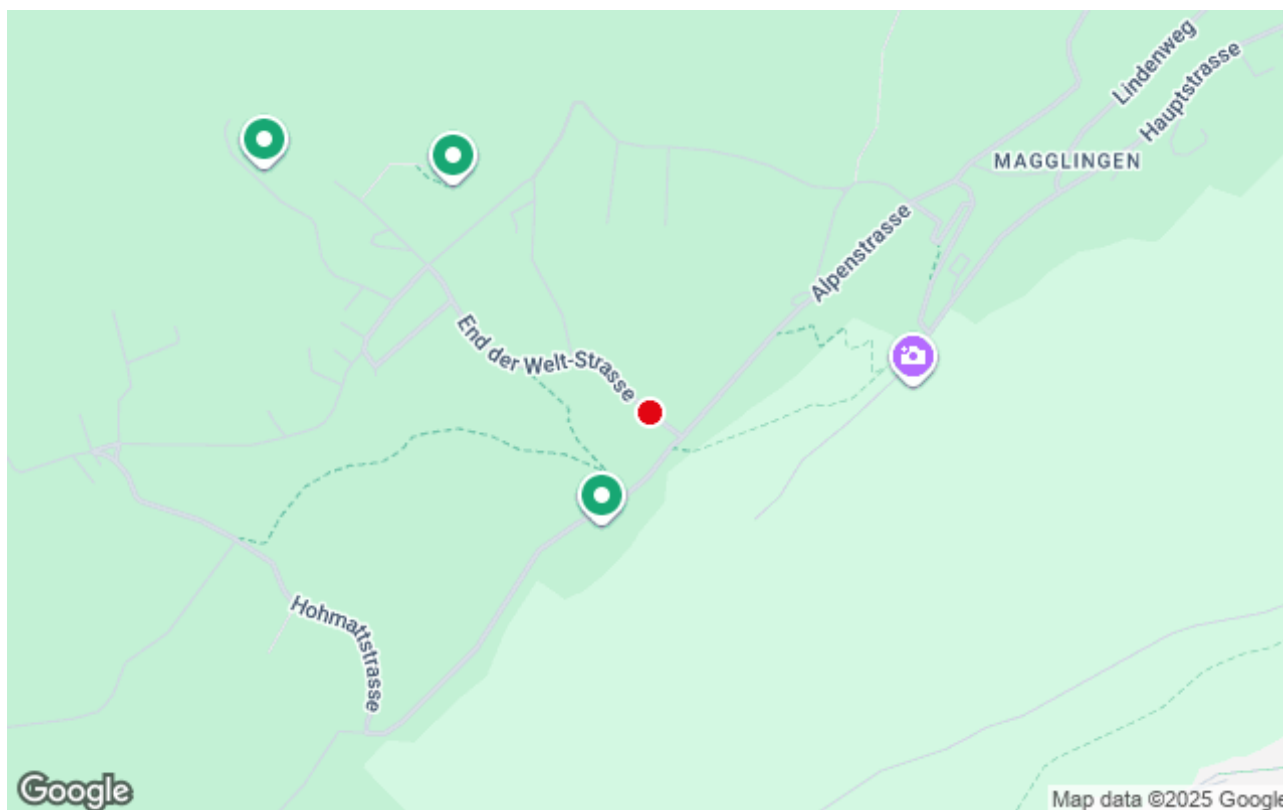 Lindenweg
Hauptstrasse
MAGGLINGEN
Alpenstrasse
End der Welt-Strasse
Hohmattstrasse
Google
Map data ©2025 Google